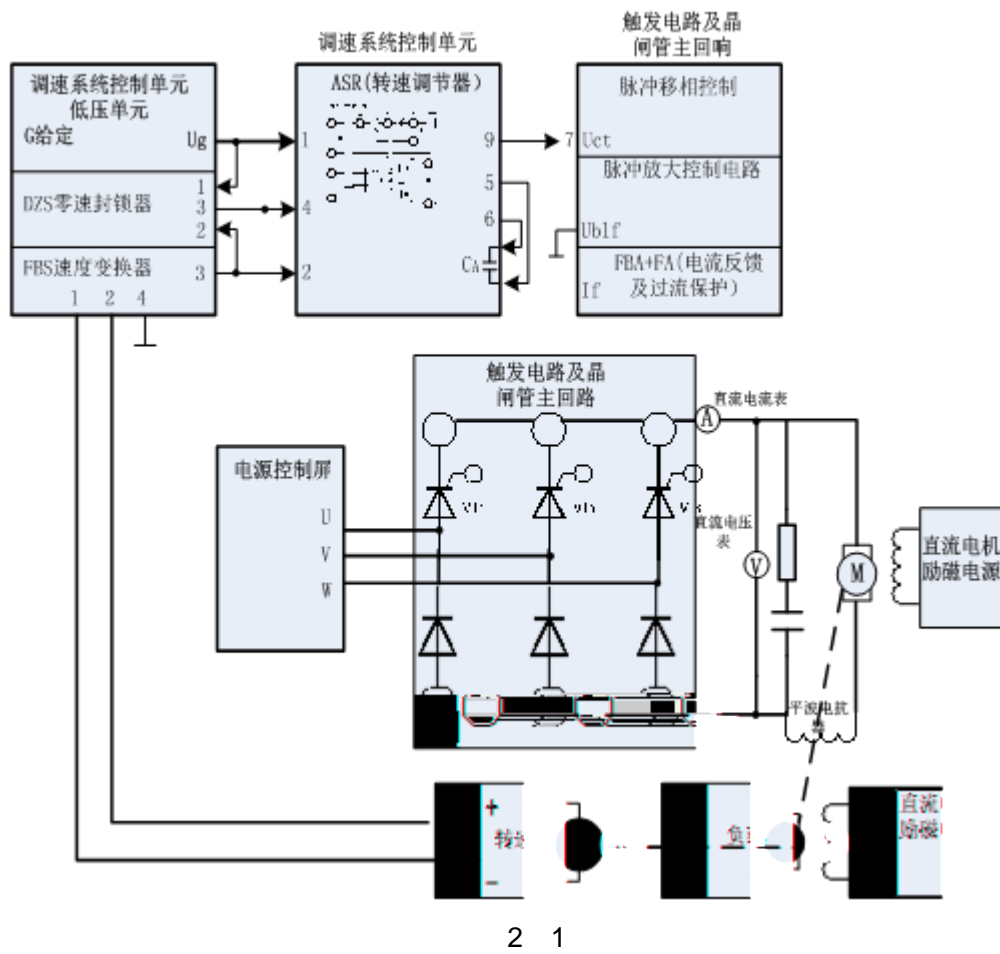 调速系统控制单元
低压单元
G给定
Ug
1
DZS零速封锁器
3
2
FBS速度变换器
3
1 2 4
调速系统控制单元
ASR(转速调节器)
1
4
2
9
5
6
CA
触发电路及晶
闸管主回响
脉冲移相控制
7
Uct
脉冲放大控制电路
Ublf
FBA+FA(电流反馈
及过流保护)
If
触发电路及晶
闸管主回路
电源控制屏
U
V
W
A
直流电流表
直流电压
表
V
M
直流电机
励磁电源
平波电抗
器
+
转速
-
直流
励磁
2 1